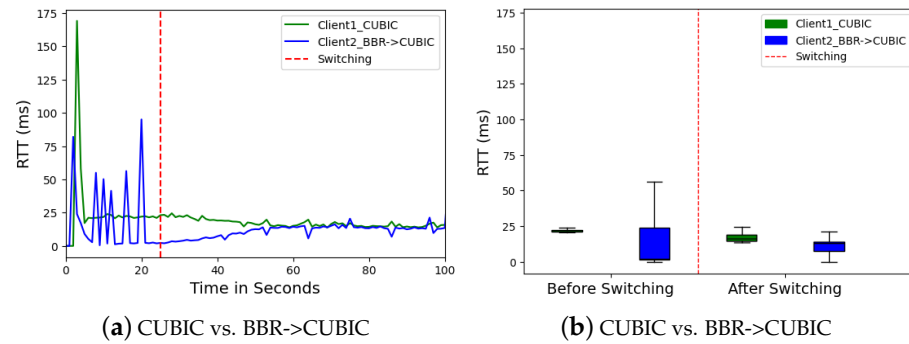 175
150
125
100
75
50
25
0
RTT (ms)
Client1_CUBIC
Client2_BBR->CUBIC
Switching
0 20 40 60 80 100
Time in Seconds
(a) CUBIC vs. BBR->CUBIC
175
150
125
100
75
50
25
0
RTT (ms)
Client1_CUBIC
Client2_BBR->CUBIC
Switching
Before Switching After Switching
(b) CUBIC vs. BBR->CUBIC